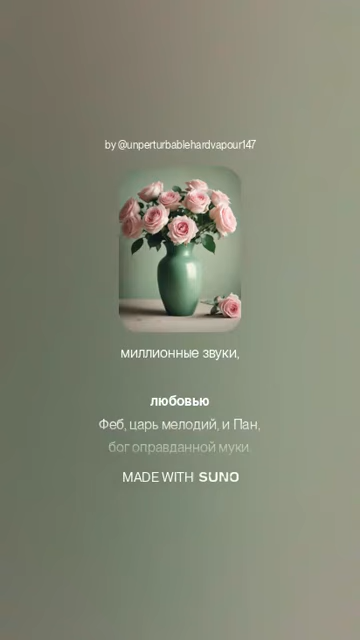 by @unperturbablehardvapour147
миллионные звуки,
любовью
Феб, царь мелодий, и Пан,
бог оправданной муки.
MADE WITH SUNO